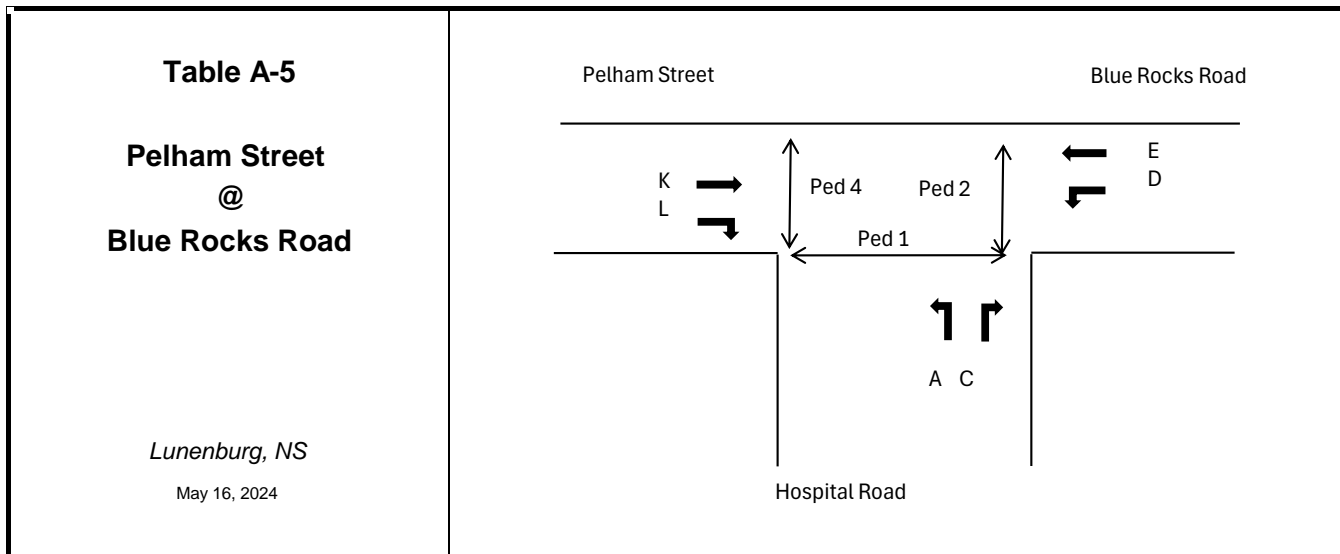 Table A-5
Pelham Street
@
Blue Rocks Road
Lunenburg, NS
May 16, 2024
Pelham Street
Blue Rocks Road
K
L
Ped 4
Ped 2
E
D
Ped 1
A C
Hospital Road